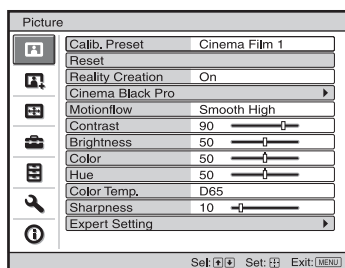 Picture
Calib. Preset Cinema Film 1
Reset
Reality Creation On
Cinema Black Pro
Motionflow Smooth High
Contrast 90
Brightness 50
Color 50
Hue 50
Color Temp. D65
Sharpness 10
Expert Setting
Sel: Set: Exit: MENU